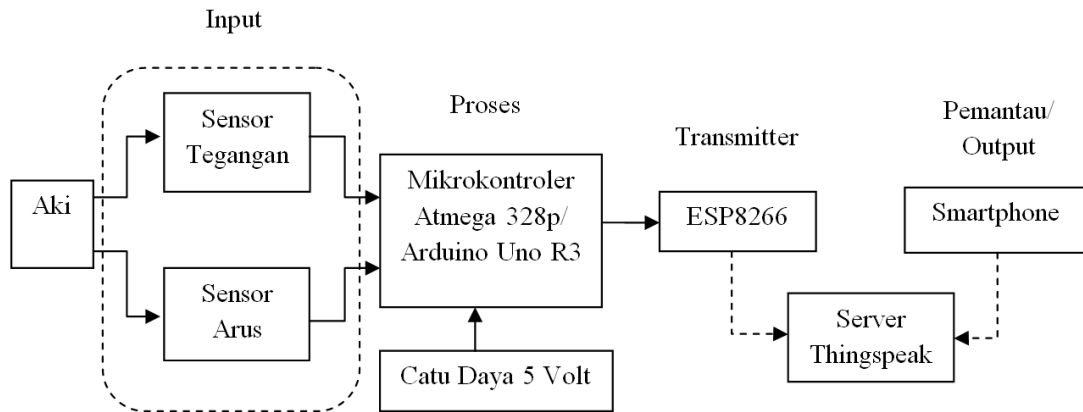 Input
Sensor
Tegangan
Aki
Sensor
Arus
Proses
Mikrokontroler
Atmega 328p/
Arduino Uno R3
Catu Daya 5 Volt
Transmitter
ESP8266
Pemantau/
Output
Smartphone
Server
Thingspeak